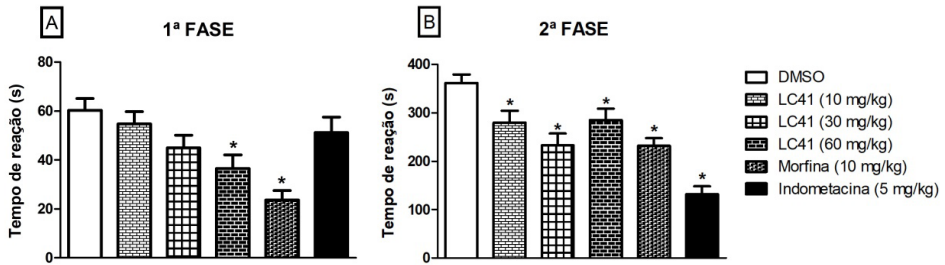 A
1ª FASE
Tempo de reação (s)
80
60
40
20
0
*
*
B
2ª FASE
Tempo de reação (s)
400
300
200
100
0
*
*
*
*
*
DMSO
LC41 (10 mg/kg)
LC41 (30 mg/kg)
LC41 (60 mg/kg)
Morfina (10 mg/kg)
Indometacina (5 mg/kg)